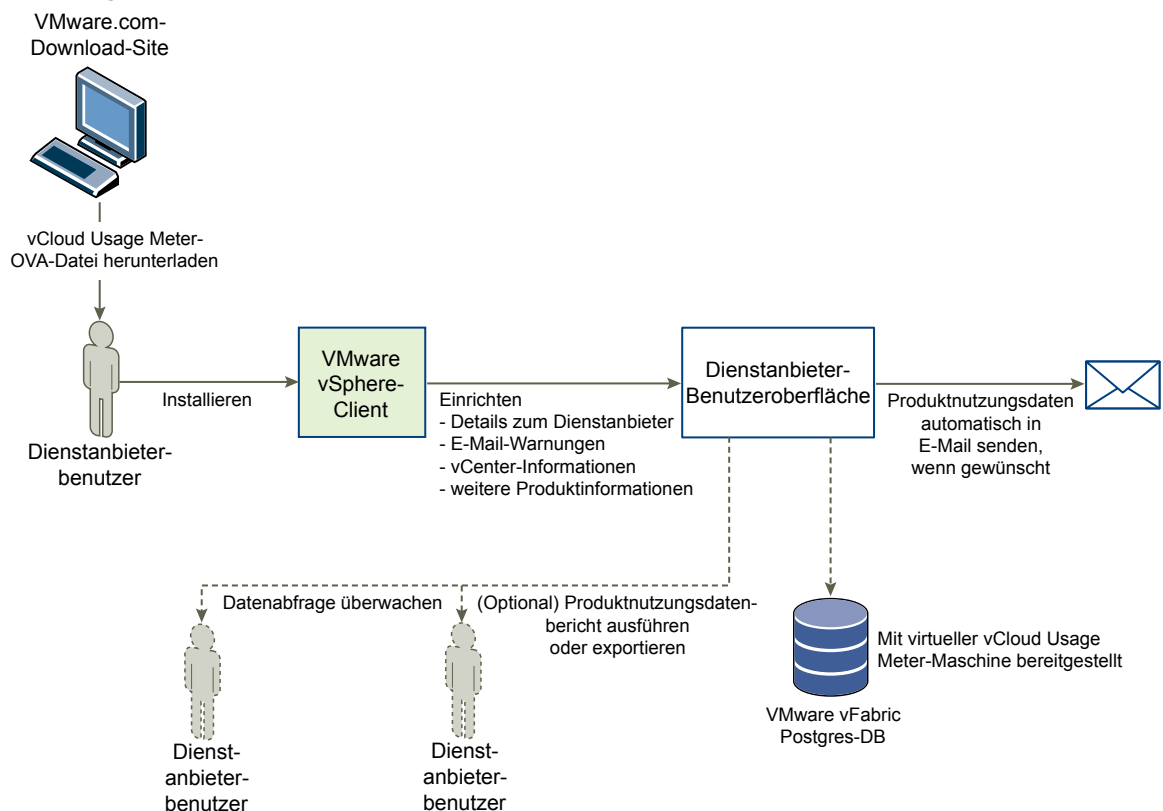 VMware.com-
Download-Site
vCloud Usage Meter-
OVA-Datei herunterladen
Dienstanbieter-
benutzer
Installieren
VMware
vSphere-
Client
Einrichten
- Details zum Dienstanbieter
- E-Mail-Warnungen
- vCenter-Informationen
- weitere Produktinformationen
Dienstanbieter-
Benutzeroberfläche
Produktnutzungsdaten
automatisch in
E-Mail senden,
wenn gewünscht
Datenabfrage überwachen
(Optional) Produktnutzungsdaten-
bericht ausführen
oder exportieren
Dienst-
anbieter-
benutzer
Dienst-
anbieter-
benutzer
Mit virtueller vCloud Usage
Meter-Maschine bereitgestellt
VMware vFabric
Postgres-DB